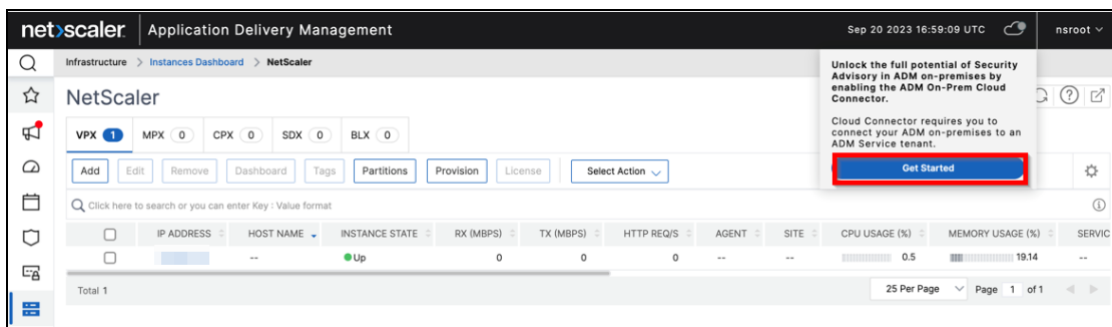 net>scaler. Application Delivery Management Sep 20 2023 16:59:09 UTC nsroot
Infrastructure > Instances Dashboard > NetScaler
Unlock the full potential of Security
Advisory in ADM on-premises by
enabling the ADM On-Prem Cloud
Connector.
Cloud Connector requires you to
connect your ADM on-premises to an
ADM Service tenant.
Get Started
NetScaler
VPX 1 MPX 0 CPX 0 SDX 0 BLX 0
Add Edit Remove Dashboard Tags Partitions Provision License Select Action
Click here to search or you can enter Key : Value format
IP ADDRESS HOST NAME INSTANCE STATE RX (MBPS) TX (MBPS) HTTP REQ/S AGENT SITE CPU USAGE (%) MEMORY USAGE (%) SERVIC
-- Up 0 0 0 -- -- 0.5 19.14 --
Total 1 25 Per Page Page 1 of 1